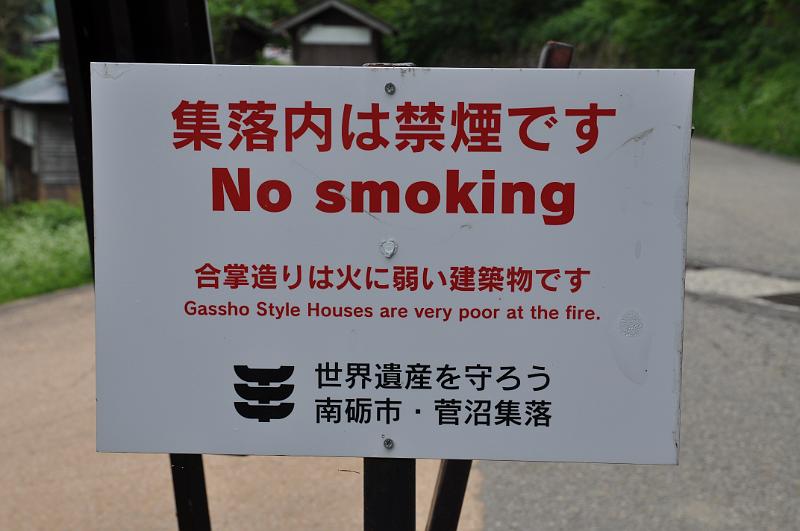 集落内は禁煙です
No smoking
合掌造りは火に弱い建築物です
Gassho Style Houses are very poor at the fire.
世界遺産を守ろう
南砺市・菅沼集落